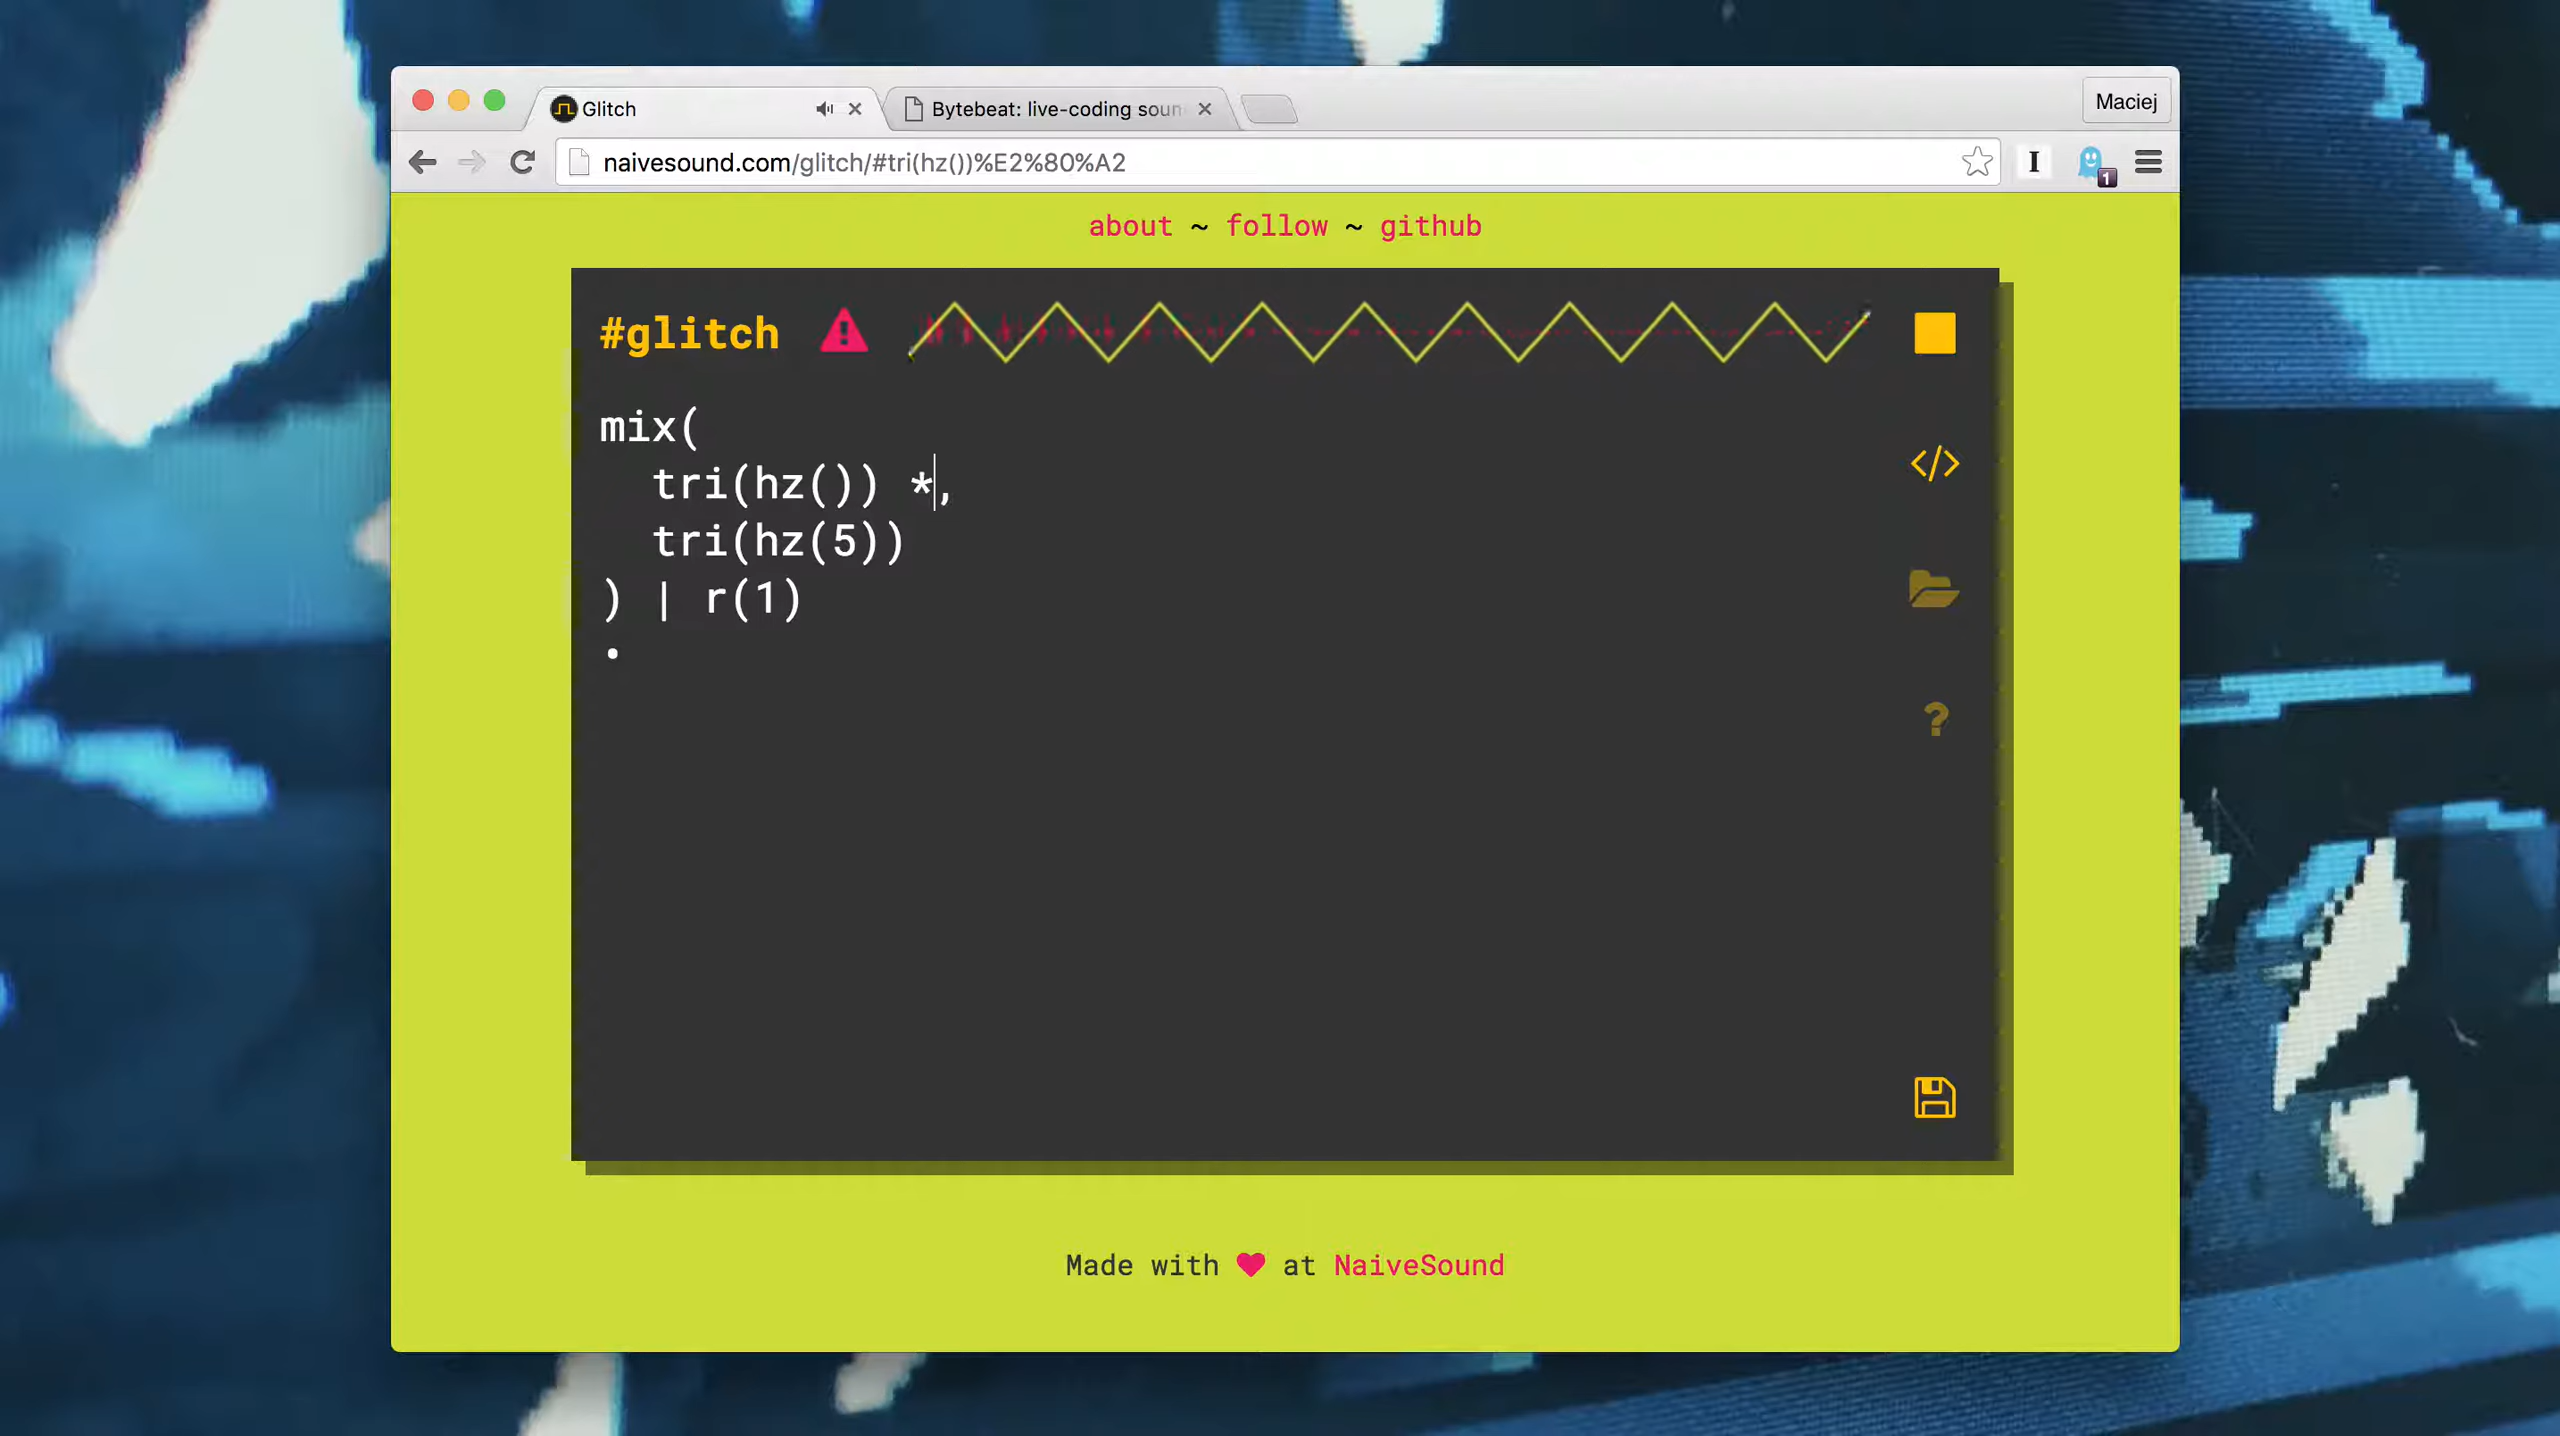 Glitch
Bytebeat: live-coding soun
Maciej
naivesound.com/glitch/#tri(hz())%E2%80%A2
I
1
about ~ follow ~ github
#glitch
mix(
tri(hz()) *,
tri(hz(5))
) | r(1)
•
</>
?
Made with ♥ at NaiveSound